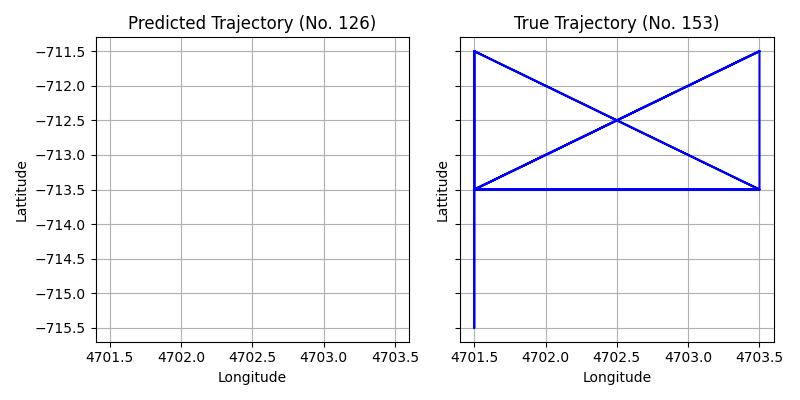 Predicted Trajectory (No. 126)
−711.5
−712.0
−712.5
−713.0
−713.5
−714.0
−714.5
−715.0
−715.5
Lattitude
4701.5 4702.0 4702.5 4703.0 4703.5
Longitude
True Trajectory (No. 153)
Lattitude
4701.5 4702.0 4702.5 4703.0 4703.5
Longitude